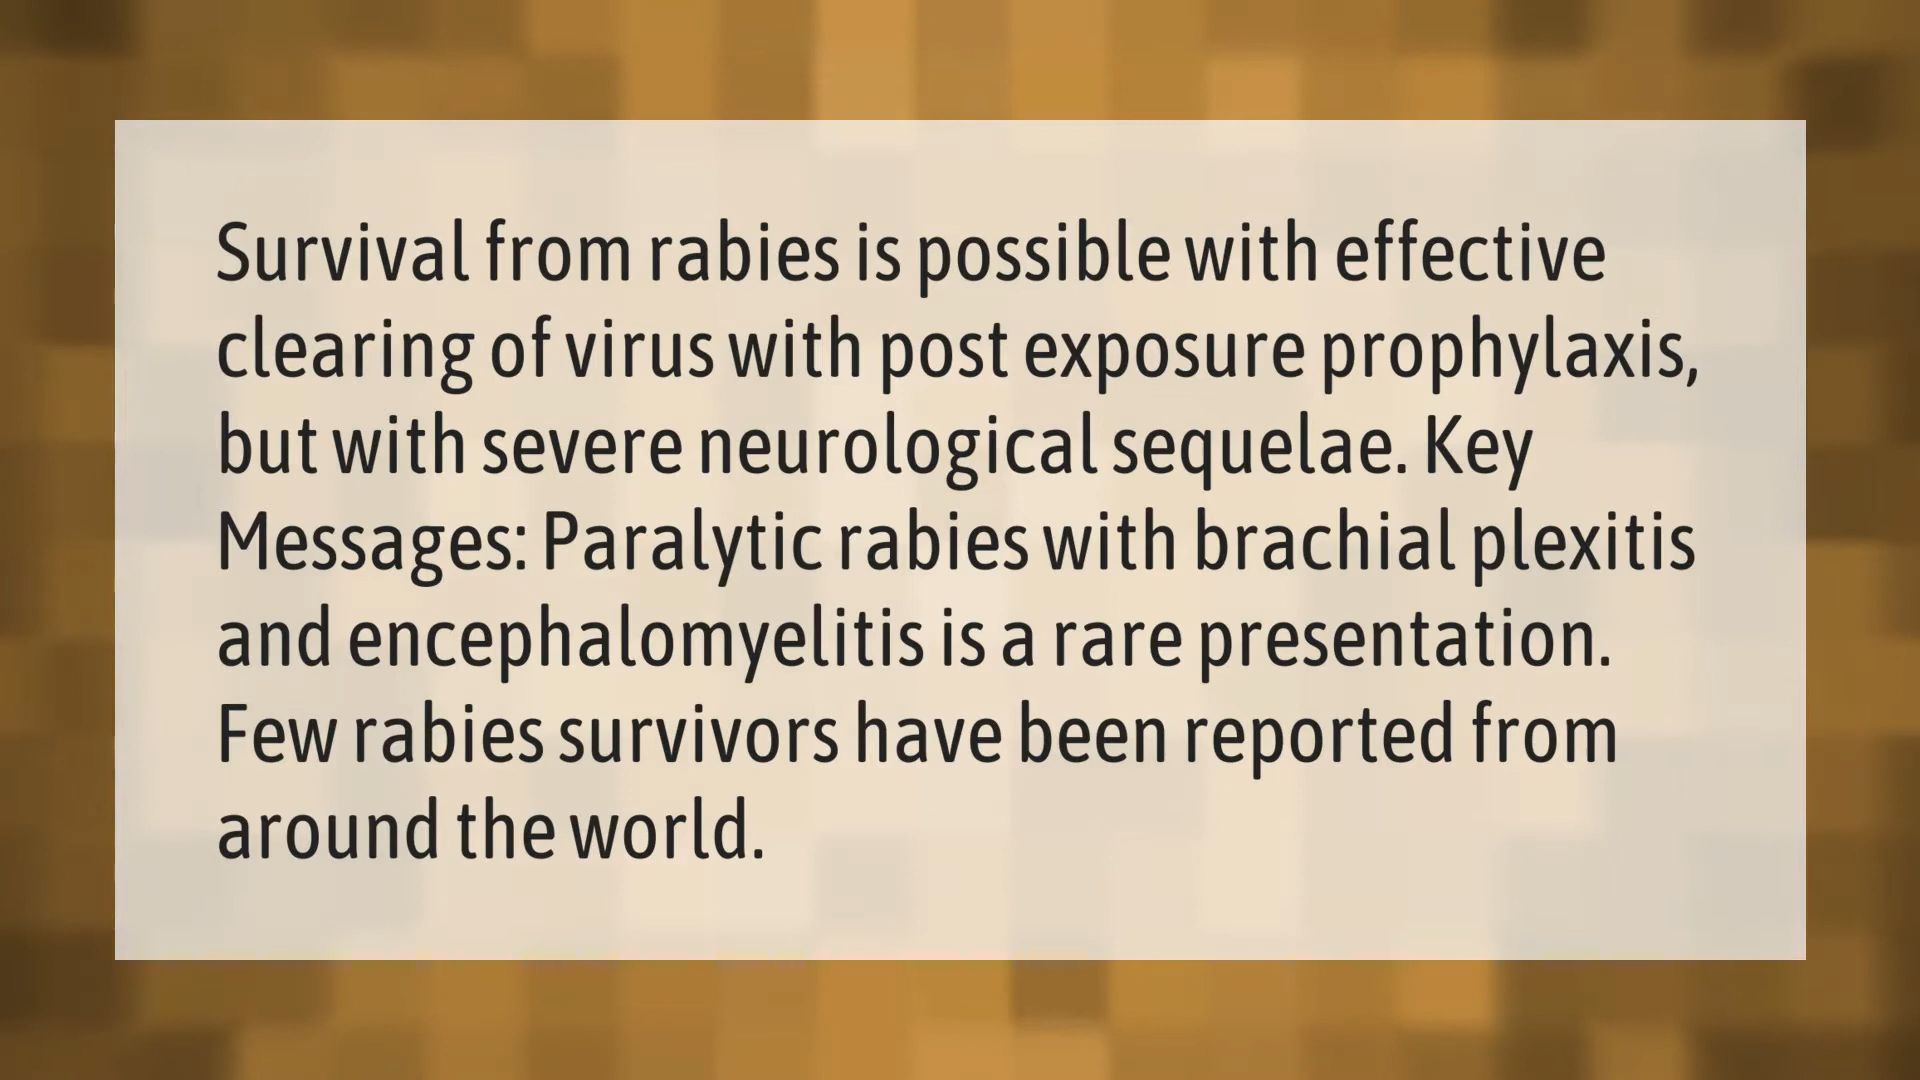 Survival from rabies is possible with effective
clearing of virus with post exposure prophylaxis,
but with severe neurological sequelae. Key
Messages: Paralytic rabies with brachial plexitis
and encephalomyelitis is a rare presentation.
Few rabies survivors have been reported from
around the world.